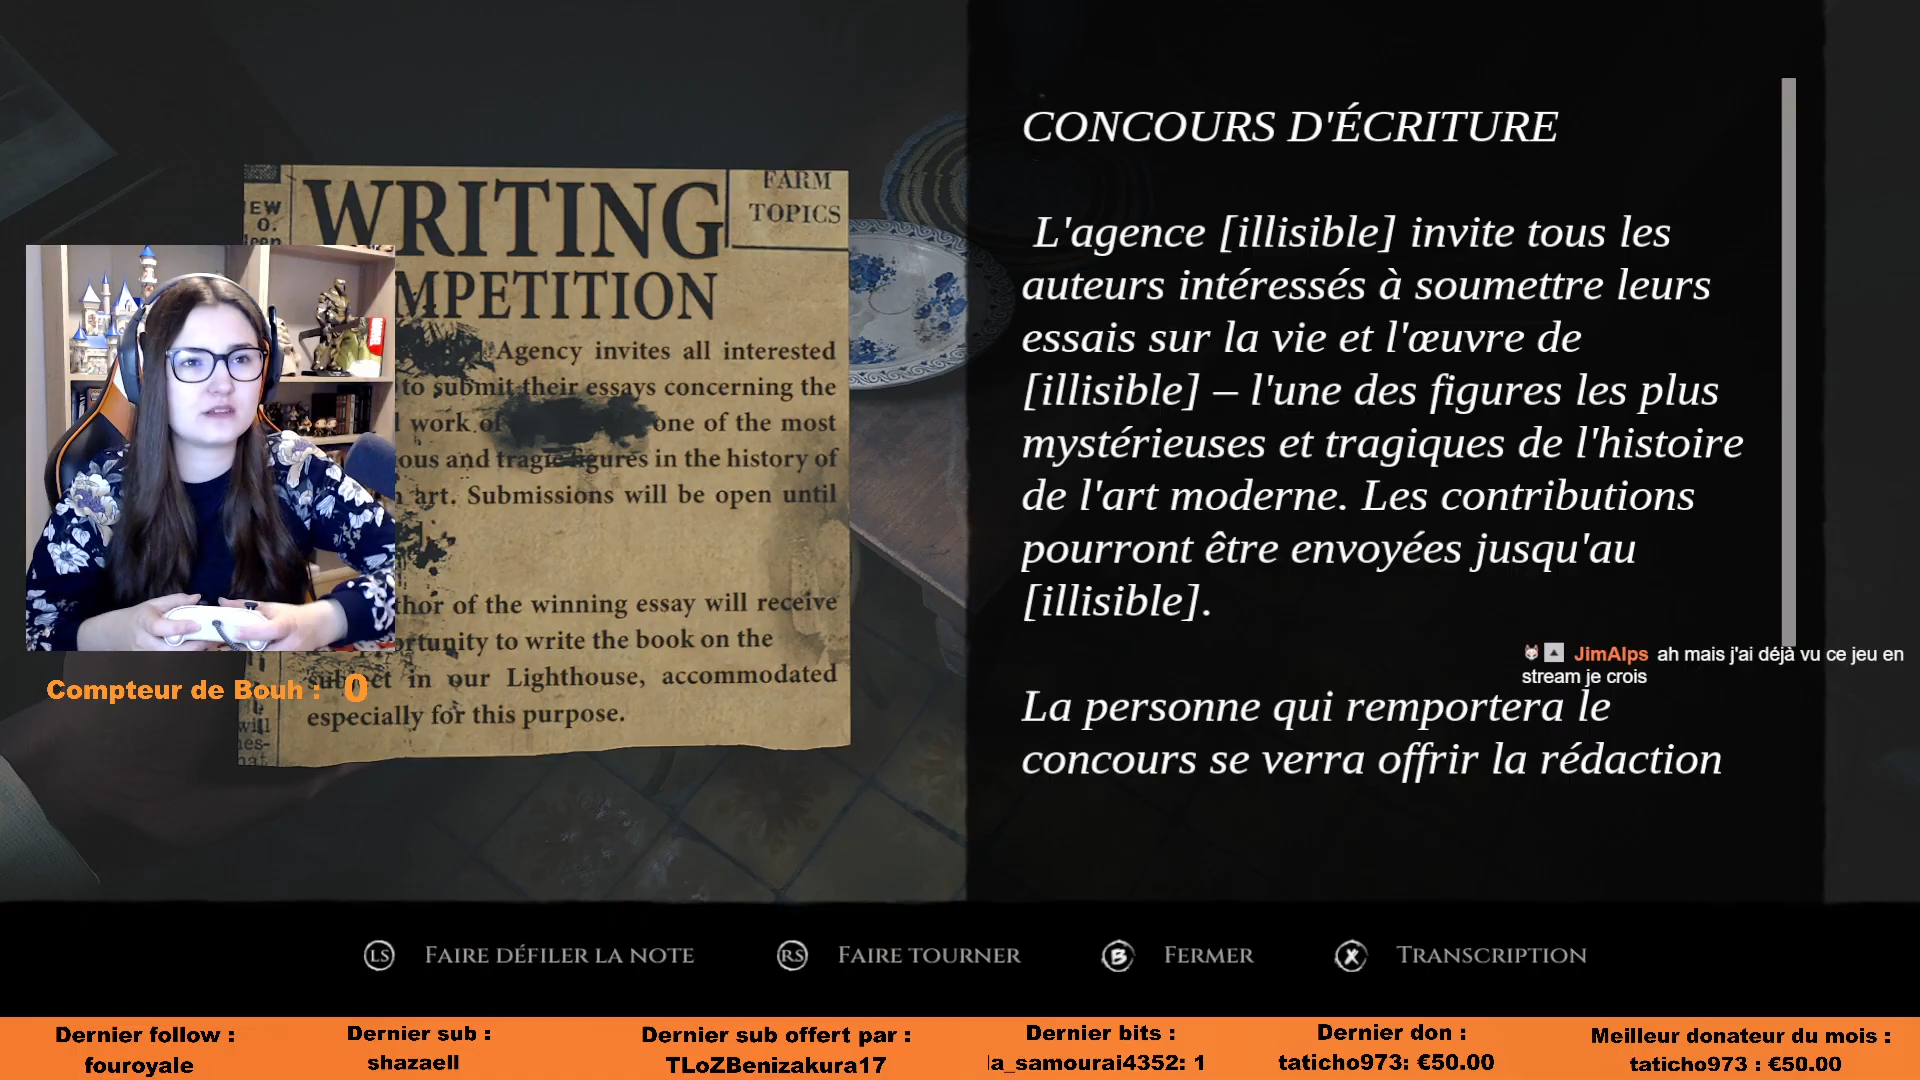 WRITING
MPETITION
FARM
TOPICS
EW
O.
Agency invites all interested
to submit their essays concerning the
work of one of the most
ous and tragic figures in the history of
art. Submissions will be open until
hor of the winning essay will receive
rtunity to write the book on the
subject in our Lighthouse, accommodated
especially for this purpose.
will
nes-
CONCOURS D'ÉCRITURE
L'agence [illisible] invite tous les
auteurs intéressés à soumettre leurs
essais sur la vie et l'œuvre de
[illisible] – l'une des figures les plus
mystérieuses et tragiques de l'histoire
de l'art moderne. Les contributions
pourront être envoyées jusqu'au
[illisible].
La personne qui remportera le
concours se verra offrir la rédaction
JimAlps ah mais j'ai déjà vu ce jeu en
stream je crois
Compteur de Bouh : 0
LS FAIRE DÉFILER LA NOTE RS FAIRE TOURNER B FERMER X TRANSCRIPTION
Dernier follow :
fouroyale
Dernier sub :
shazaell
Dernier sub offert par :
TLoZBenizakura17
Dernier bits :
la_samourai4352: 1
Dernier don :
taticho973: €50.00
Meilleur donateur du mois :
taticho973 : €50.00